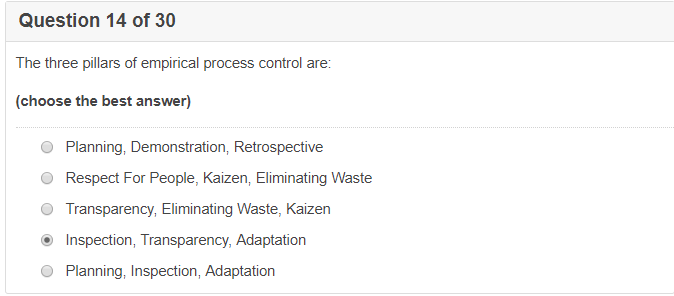 Question 14 of 30
The three pillars of empirical process control are:
(choose the best answer)
Planning, Demonstration, Retrospective
Respect For People, Kaizen, Eliminating Waste
Transparency, Eliminating Waste, Kaizen
Inspection, Transparency, Adaptation
Planning, Inspection, Adaptation